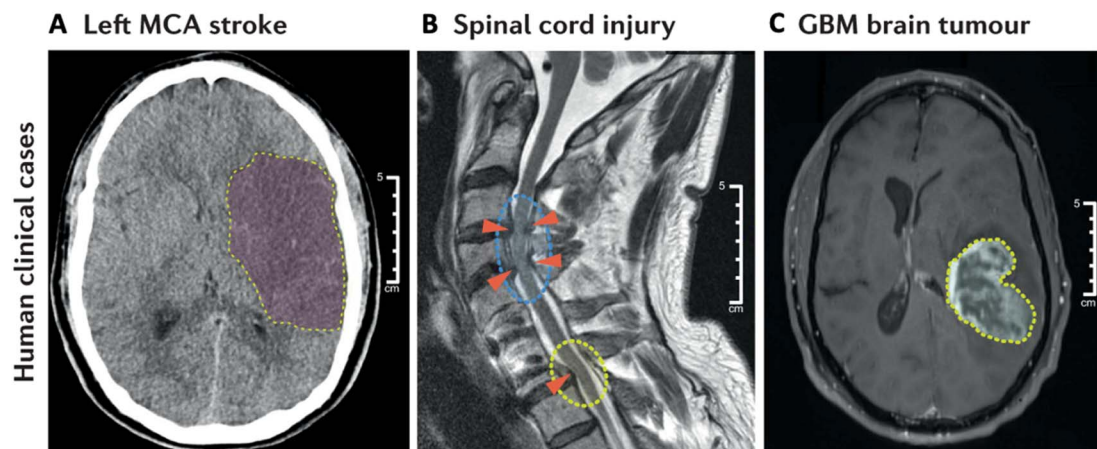 A Left MCA stroke
B Spinal cord injury
C GBM brain tumour
Human clinical cases
5
cm
5
cm
5
cm